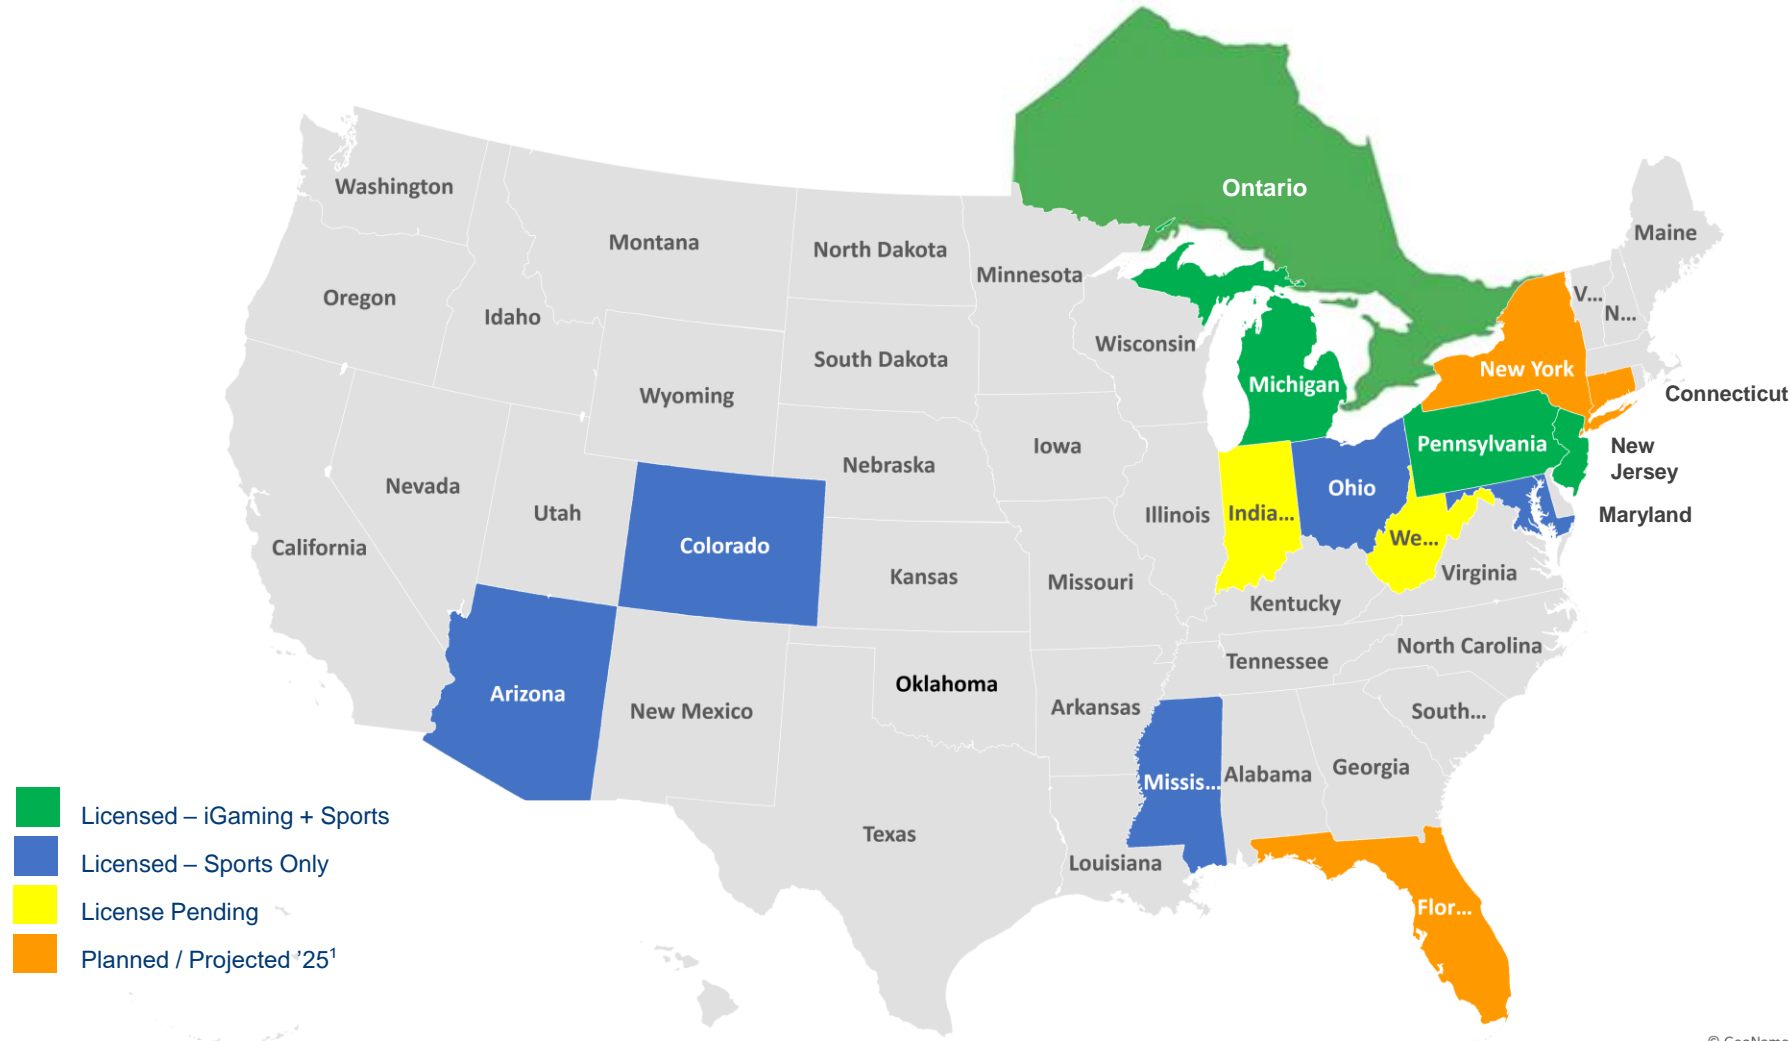 Ontario
Washington
Maine
Montana
North Dakota
Minnesota
Oregon
Idaho
V...
N...
Wisconsin
South Dakota
New York
Michigan
Wyoming
Connecticut
Pennsylvania
New
Jersey
Iowa
Nebraska
Nevada
Ohio
Utah
Illinois
India...
Maryland
We...
California
Colorado
Kansas
Missouri
Virginia
Kentucky
North Carolina
Tennessee
Oklahoma
Arizona
New Mexico
Arkansas
South...
Missis...
Alabama
Georgia
Texas
Louisiana
Flor...
Licensed – iGaming + Sports
Licensed – Sports Only
License Pending
Planned / Projected ’25¹